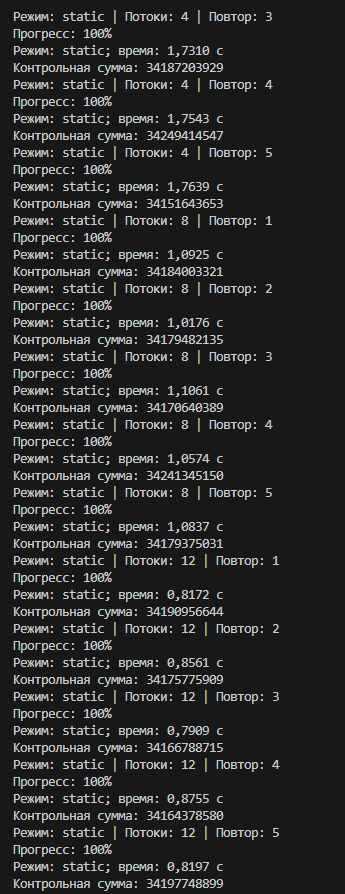 Режим: static | Потоки: 4 | Повтор: 3
Прогресс: 100%
Режим: static; время: 1,7310 с
Контрольная сумма: 34187203929
Режим: static | Потоки: 4 | Повтор: 4
Прогресс: 100%
Режим: static; время: 1,7543 с
Контрольная сумма: 34249414547
Режим: static | Потоки: 4 | Повтор: 5
Прогресс: 100%
Режим: static; время: 1,7639 с
Контрольная сумма: 34151643653
Режим: static | Потоки: 8 | Повтор: 1
Прогресс: 100%
Режим: static; время: 1,0925 с
Контрольная сумма: 34184003321
Режим: static | Потоки: 8 | Повтор: 2
Прогресс: 100%
Режим: static; время: 1,0176 с
Контрольная сумма: 34179482135
Режим: static | Потоки: 8 | Повтор: 3
Прогресс: 100%
Режим: static; время: 1,1061 с
Контрольная сумма: 34170640389
Режим: static | Потоки: 8 | Повтор: 4
Прогресс: 100%
Режим: static; время: 1,0574 с
Контрольная сумма: 34241345150
Режим: static | Потоки: 8 | Повтор: 5
Прогресс: 100%
Режим: static; время: 1,0837 с
Контрольная сумма: 34179375031
Режим: static | Потоки: 12 | Повтор: 1
Прогресс: 100%
Режим: static; время: 0,8172 с
Контрольная сумма: 34190956644
Режим: static | Потоки: 12 | Повтор: 2
Прогресс: 100%
Режим: static; время: 0,8561 с
Контрольная сумма: 34175775909
Режим: static | Потоки: 12 | Повтор: 3
Прогресс: 100%
Режим: static; время: 0,7909 с
Контрольная сумма: 34166788715
Режим: static | Потоки: 12 | Повтор: 4
Прогресс: 100%
Режим: static; время: 0,8755 с
Контрольная сумма: 34164378580
Режим: static | Потоки: 12 | Повтор: 5
Прогресс: 100%
Режим: static; время: 0,8197 с
Контрольная сумма: 34197748899